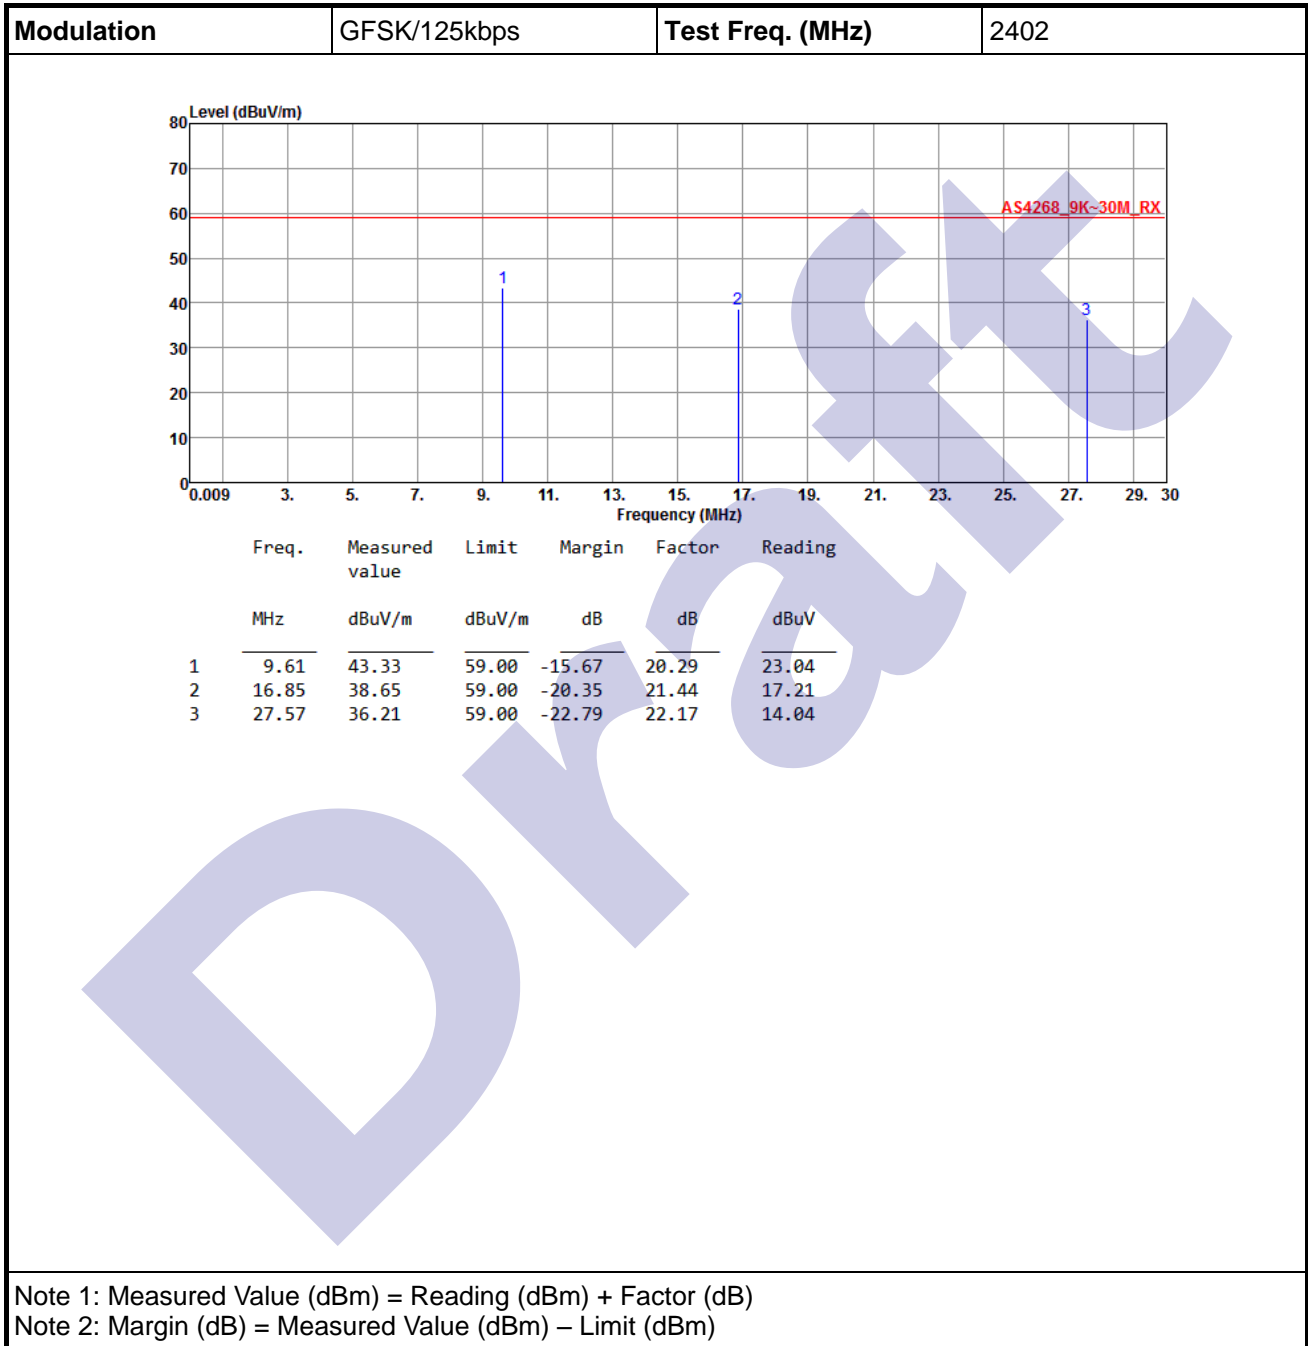 Modulation GFSK/125kbps Test Freq. (MHz) 2402
Level (dBuV/m)
80
70
60
50
40
30
20
10
0
AS4268_9K~30M_RX
1
2
3
0.009 3. 5. 7. 9. 11. 13. 15. 17. 19. 21. 23. 25. 27. 29. 30
Frequency (MHz)
Freq. Measured Limit Margin Factor Reading
value
MHz dBuV/m dBuV/m dB dB dBuV
1 9.61 43.33 59.00 -15.67 20.29 23.04
2 16.85 38.65 59.00 -20.35 21.44 17.21
3 27.57 36.21 59.00 -22.79 22.17 14.04
Draft
Note 1: Measured Value (dBm) = Reading (dBm) + Factor (dB)
Note 2: Margin (dB) = Measured Value (dBm) – Limit (dBm)